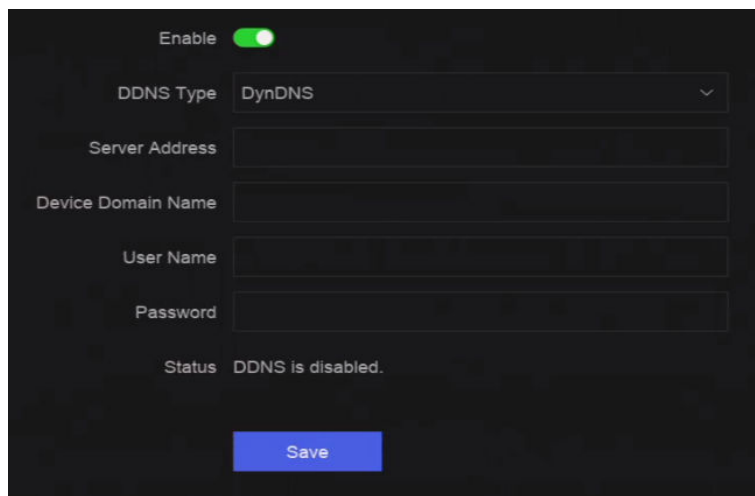 Enable
DDNS Type DynDNS
Server Address
Device Domain Name
User Name
Password
Status DDNS is disabled.
Save